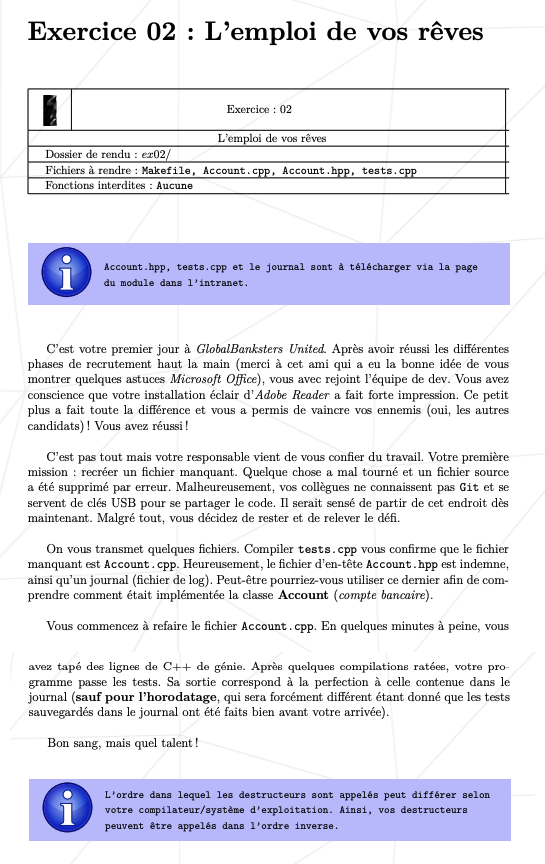 Exercice 02 : L'emploi de vos rêves
Exercice : 02
L'emploi de vos rêves
Dossier de rendu : ex02/
Fichiers à rendre : Makefile, Account.cpp, Account.hpp, tests.cpp
Fonctions interdites : Aucune
Account.hpp, tests.cpp et le journal sont à télécharger via la page
du module dans l'intranet.
C'est votre premier jour à GlobalBanksters United. Après avoir réussi les différentes
phases de recrutement haut la main (merci à cet ami qui a eu la bonne idée de vous
montrer quelques astuces Microsoft Office), vous avec rejoint l'équipe de dev. Vous avez
conscience que votre installation éclair d'Adobe Reader a fait forte impression. Ce petit
plus a fait toute la différence et vous a permis de vaincre vos ennemis (oui, les autres
candidats) ! Vous avez réussi !
C'est pas tout mais votre responsable vient de vous confier du travail. Votre première
mission : recréer un fichier manquant. Quelque chose a mal tourné et un fichier source
a été supprimé par erreur. Malheureusement, vos collègues ne connaissent pas Git et se
servent de clés USB pour se partager le code. Il serait sensé de partir de cet endroit dès
maintenant. Malgré tout, vous décidez de rester et de relever le défi.
On vous transmet quelques fichiers. Compiler tests.cpp vous confirme que le fichier
manquant est Account.cpp. Heureusement, le fichier d'en-tête Account.hpp est indemne,
ainsi qu'un journal (fichier de log). Peut-être pourriez-vous utiliser ce dernier afin de com-
prendre comment était implémentée la classe Account (compte bancaire).
Vous commencez à refaire le fichier Account.cpp. En quelques minutes à peine, vous
avez tapé des lignes de C++ de génie. Après quelques compilations ratées, votre pro-
gramme passe les tests. Sa sortie correspond à la perfection à celle contenue dans le
journal (sauf pour l'horodatage, qui sera forcément différent étant donné que les tests
sauvegardés dans le journal ont été faits bien avant votre arrivée).
Bon sang, mais quel talent !
L'ordre dans lequel les destructeurs sont appelés peut différer selon
votre compilateur/système d'exploitation. Ainsi, vos destructeurs
peuvent être appelés dans l'ordre inverse.